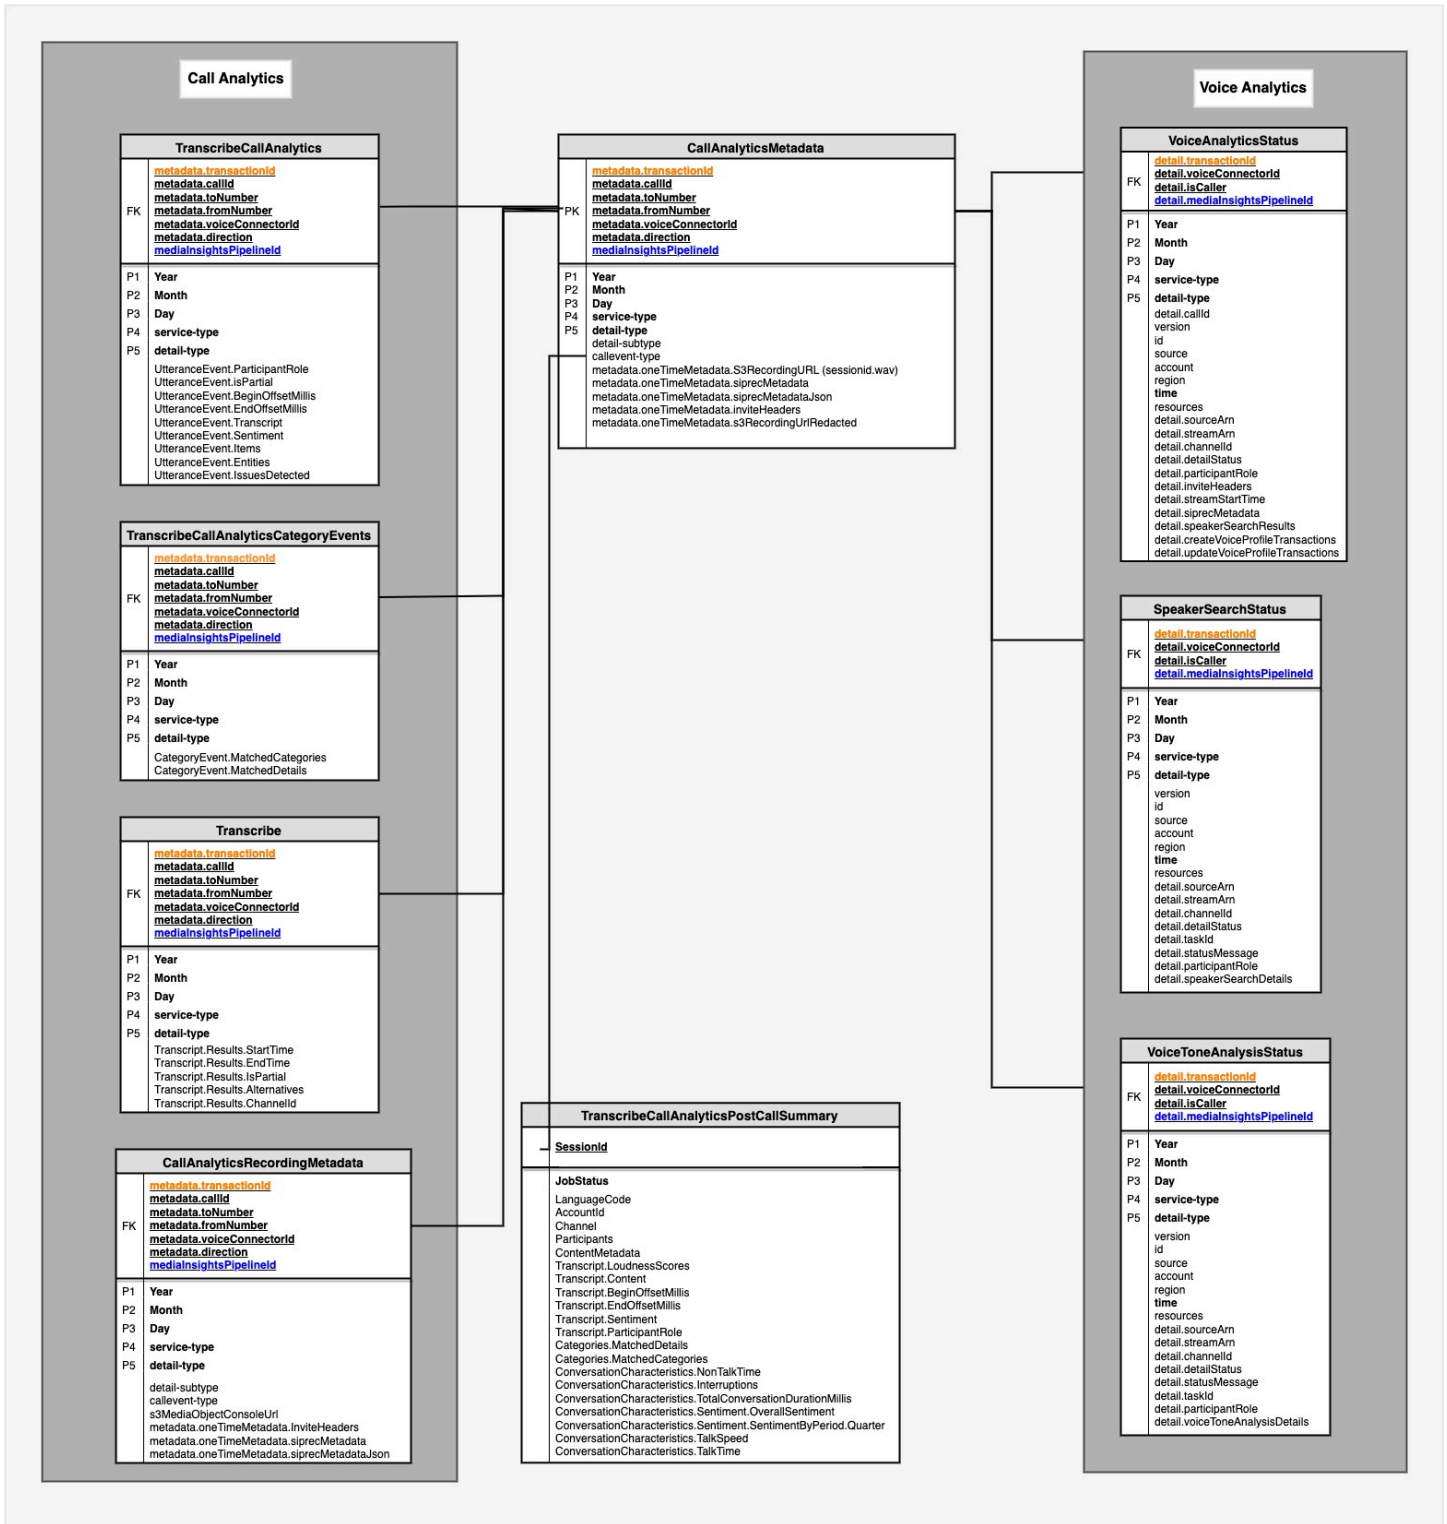 Call Analytics
TranscribeCallAnalytics
metadata.transactionId
metadata.callId
metadata.toNumber
FK metadata.fromNumber
metadata.voiceConnectorId
metadata.direction
mediaInsightsPipelineId
P1 Year
P2 Month
P3 Day
P4 service-type
P5 detail-type
UtteranceEvent.ParticipantRole
UtteranceEvent.isPartial
UtteranceEvent.BeginOffsetMillis
UtteranceEvent.EndOffsetMillis
UtteranceEvent.Transcript
UtteranceEvent.Sentiment
UtteranceEvent.Items
UtteranceEvent.Entities
UtteranceEvent.IssuesDetected
TranscribeCallAnalyticsCategoryEvents
metadata.transactionId
metadata.callId
metadata.toNumber
FK metadata.fromNumber
metadata.voiceConnectorId
metadata.direction
mediaInsightsPipelineId
P1 Year
P2 Month
P3 Day
P4 service-type
P5 detail-type
CategoryEvent.MatchedCategories
CategoryEvent.MatchedDetails
Transcribe
metadata.transactionId
metadata.callId
metadata.toNumber
FK metadata.fromNumber
metadata.voiceConnectorId
metadata.direction
mediaInsightsPipelineId
P1 Year
P2 Month
P3 Day
P4 service-type
P5 detail-type
Transcript.Results.StartTime
Transcript.Results.EndTime
Transcript.Results.IsPartial
Transcript.Results.Alternatives
Transcript.Results.ChannelId
CallAnalyticsRecordingMetadata
metadata.transactionId
metadata.callId
metadata.toNumber
FK metadata.fromNumber
metadata.voiceConnectorId
metadata.direction
mediaInsightsPipelineId
P1 Year
P2 Month
P3 Day
P4 service-type
P5 detail-type
detail-subtype
callevent-type
s3MediaObjectConsoleUrl
metadata.oneTimeMetadata.InviteHeaders
metadata.oneTimeMetadata.siprecMetadata
metadata.oneTimeMetadata.siprecMetadataJson
CallAnalyticsMetadata
metadata.transactionId
metadata.callId
metadata.toNumber
PK metadata.fromNumber
metadata.voiceConnectorId
metadata.direction
mediaInsightsPipelineId
P1 Year
P2 Month
P3 Day
P4 service-type
P5 detail-type
detail-subtype
callevent-type
metadata.oneTimeMetadata.S3RecordingURL (sessionid.wav)
metadata.oneTimeMetadata.siprecMetadata
metadata.oneTimeMetadata.siprecMetadataJson
metadata.oneTimeMetadata.inviteHeaders
metadata.oneTimeMetadata.s3RecordingUrlRedacted
TranscribeCallAnalyticsPostCallSummary
SessionId
JobStatus
LanguageCode
AccountId
Channel
Participants
ContentMetadata
Transcript.LoudnessScores
Transcript.Content
Transcript.BeginOffsetMillis
Transcript.EndOffsetMillis
Transcript.Sentiment
Transcript.ParticipantRole
Categories.MatchedDetails
Categories.MatchedCategories
ConversationCharacteristics.NonTalkTime
ConversationCharacteristics.Interruptions
ConversationCharacteristics.TotalConversationDurationMillis
ConversationCharacteristics.Sentiment.OverallSentiment
ConversationCharacteristics.Sentiment.SentimentByPeriod.Quarter
ConversationCharacteristics.TalkSpeed
ConversationCharacteristics.TalkTime
Voice Analytics
VoiceAnalyticsStatus
detail.transactionId
detail.voiceConnectorId
FK detail.isCaller
detail.mediaInsightsPipelineId
P1 Year
P2 Month
P3 Day
P4 service-type
P5 detail-type
detail.callId
version
id
source
account
region
time
resources
detail.sourceArn
detail.streamArn
detail.channelId
detail.detailStatus
detail.participantRole
detail.inviteHeaders
detail.streamStartTime
detail.siprecMetadata
detail.speakerSearchResults
detail.createVoiceProfileTransactions
detail.updateVoiceProfileTransactions
SpeakerSearchStatus
detail.transactionId
detail.voiceConnectorId
FK detail.isCaller
detail.mediaInsightsPipelineId
P1 Year
P2 Month
P3 Day
P4 service-type
P5 detail-type
version
id
source
account
region
time
resources
detail.sourceArn
detail.streamArn
detail.channelId
detail.detailStatus
detail.taskId
detail.statusMessage
detail.participantRole
detail.speakerSearchDetails
VoiceToneAnalysisStatus
detail.transactionId
detail.voiceConnectorId
FK detail.isCaller
detail.mediaInsightsPipelineId
P1 Year
P2 Month
P3 Day
P4 service-type
P5 detail-type
version
id
source
account
region
time
resources
detail.sourceArn
detail.streamArn
detail.channelId
detail.detailStatus
detail.statusMessage
detail.taskId
detail.participantRole
detail.voiceToneAnalysisDetails